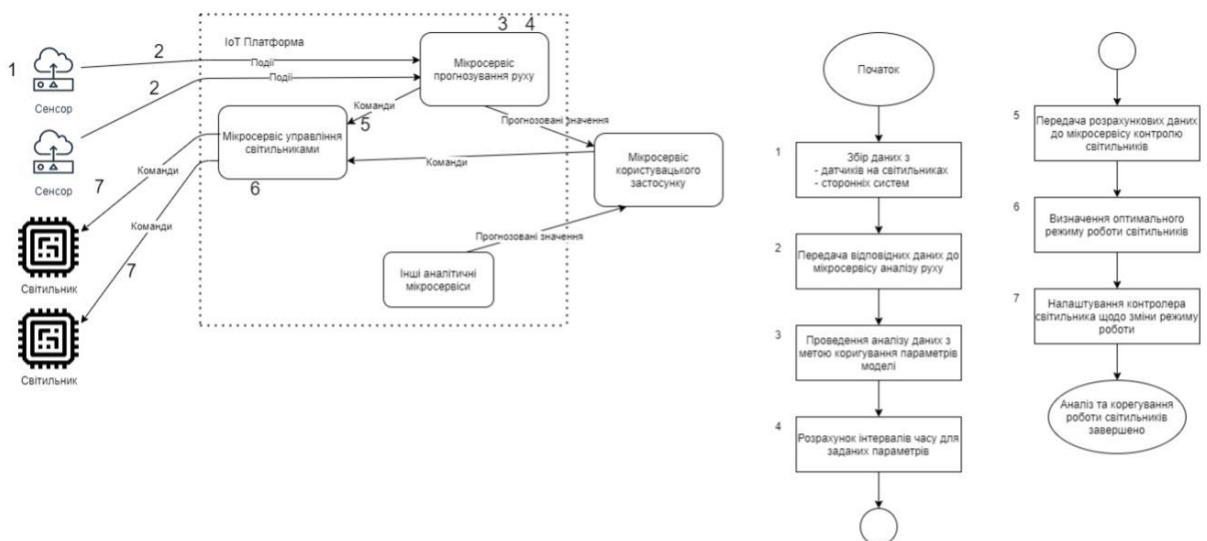 3 4
2
IoT Платформа
1
Події
Мікросервіс
прогнозування руху
2
Події
Сенсор
Команди
5
Прогнозовані значення
Мікросервіс управління
світильниками
Команди
Мікросервіс
користувацького
застосунку
Команди
7
6
Сенсор
Команди
Прогнозовані значення
7
Інші аналітичні
мікросервіси
Світильник
Світильник
Початок
1
Збір даних з
- датчиків на світильниках
- сторонніх систем
2
Передача відповідних даних до
мікросервісу аналізу руху
3
Проведення аналізу даних з
метою коригування параметрів
моделі
4
Розрахунок інтервалів часу для
заданих параметрів
5
Передача розрахункових даних
до мікросервісу контролю
світильників
6
Визначення оптимального
режиму роботи світильників
7
Налаштування контролера
світильника щодо зміни режиму
роботи
Аналіз та корегування
роботи світильників
завершено